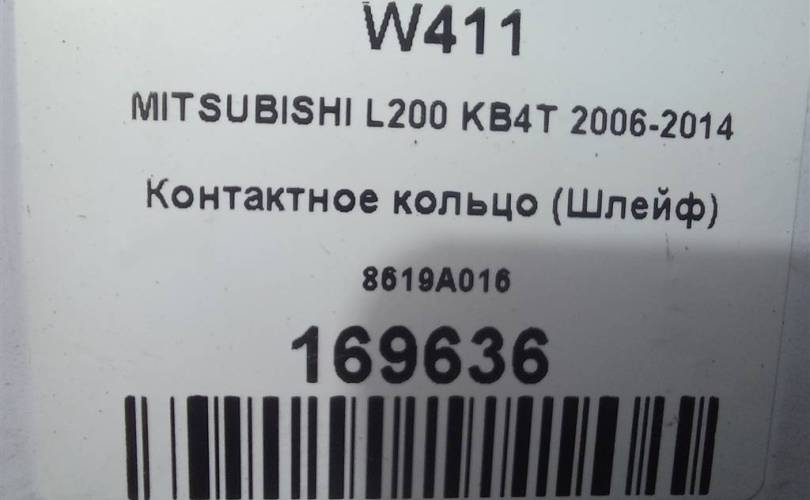 W411
MITSUBISHI L200 KB4T 2006-2014
Контактное кольцо (Шлейф)
8619A016
169636